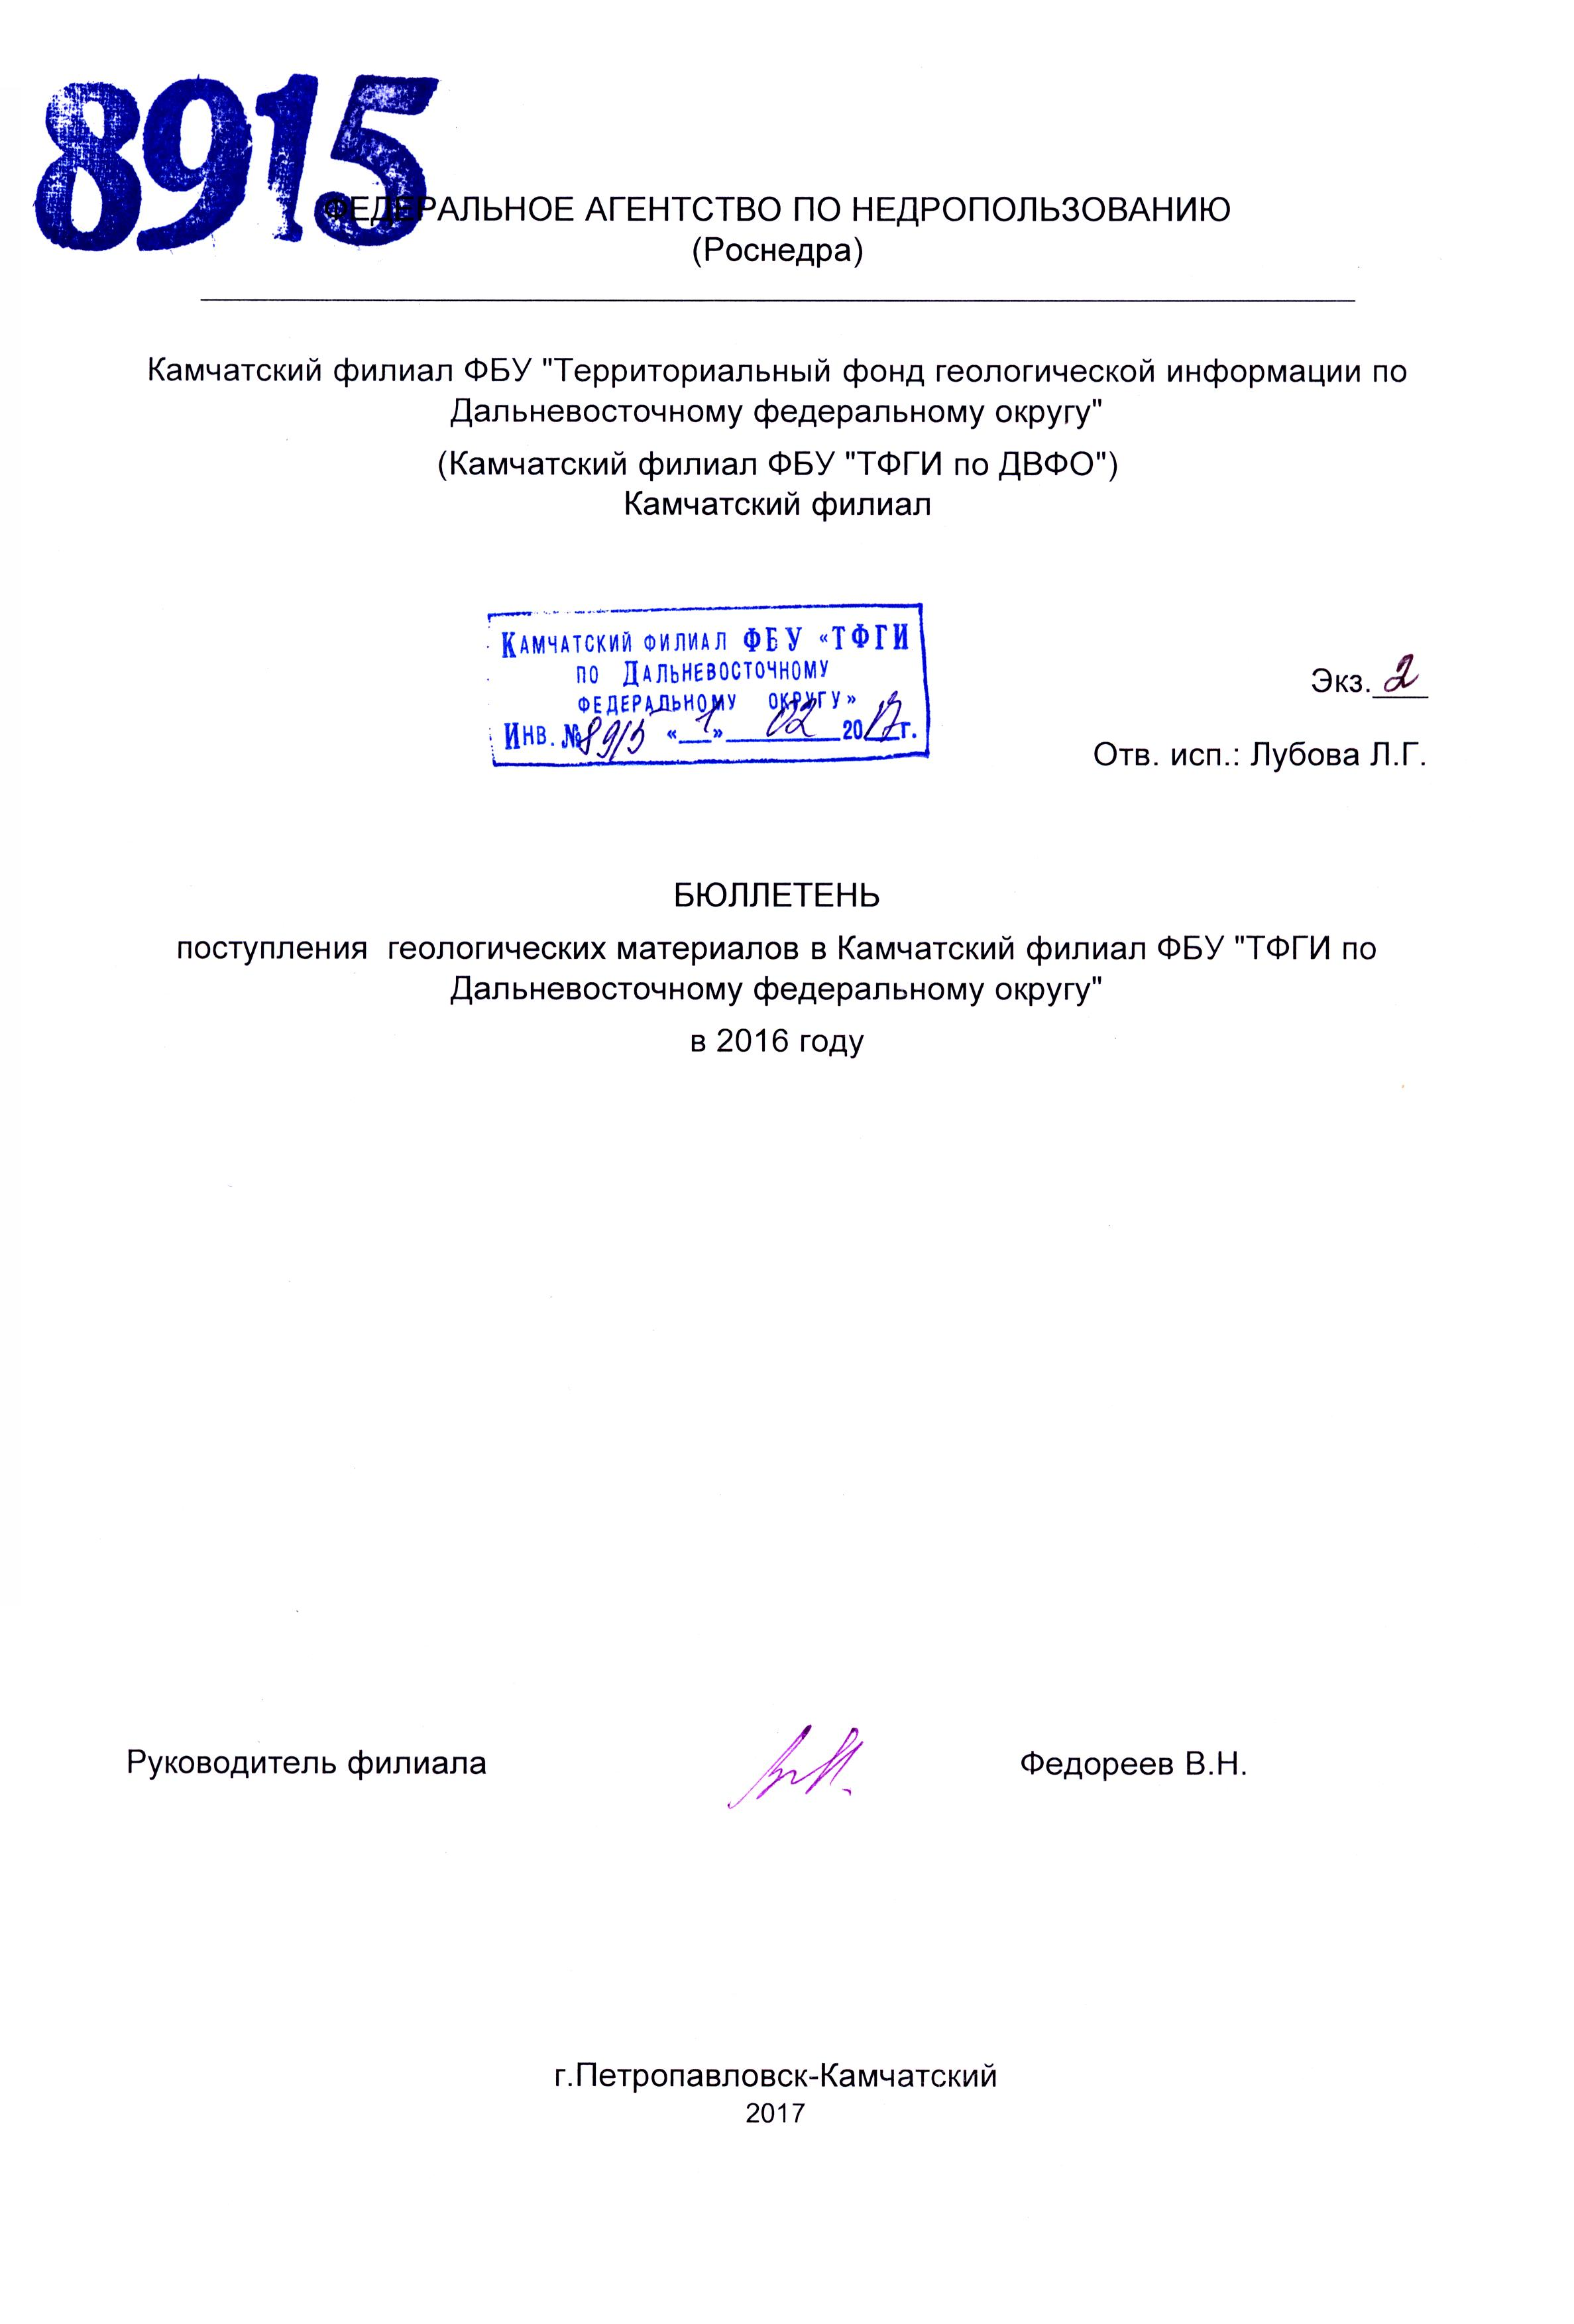 8915
ФЕДЕРАЛЬНОЕ АГЕНТСТВО ПО НЕДРОПОЛЬЗОВАНИЮ
(Роснедра)
Камчатский филиал ФБУ "Территориальный фонд геологической информации по
Дальневосточному федеральному округу"
(Камчатский филиал ФБУ "ТФГИ по ДВФО")
Камчатский филиал
КАМЧАТСКИЙ ФИЛИАЛ ФБУ «ТФГИ
ПО ДАЛЬНЕВОСТОЧНОМУ
ФЕДЕРАЛЬНОМУ ОКРУГУ»
ИНВ. № 8915 «1» 02 2017г.
Экз. 2
Отв. исп.: Лубова Л.Г.
БЮЛЛЕТЕНЬ
поступления геологических материалов в Камчатский филиал ФБУ "ТФГИ по
Дальневосточному федеральному округу"
в 2016 году
Руководитель филиала Федореев В.Н.
г.Петропавловск-Камчатский
2017